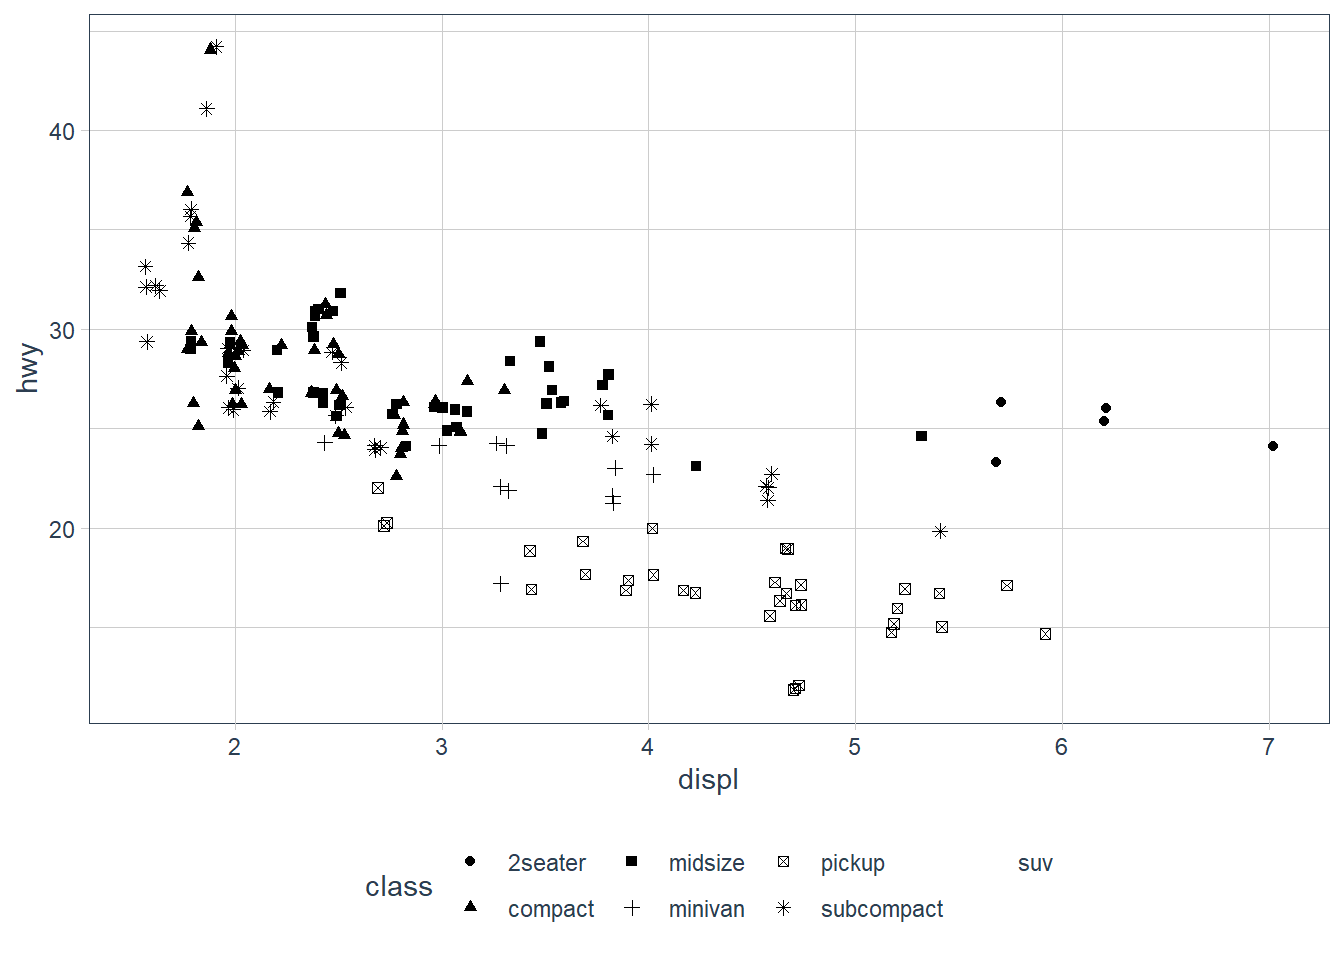 40
30
20
hwy
2 3 4 5 6 7
displ
class
2seater midsize pickup suv
compact minivan subcompact